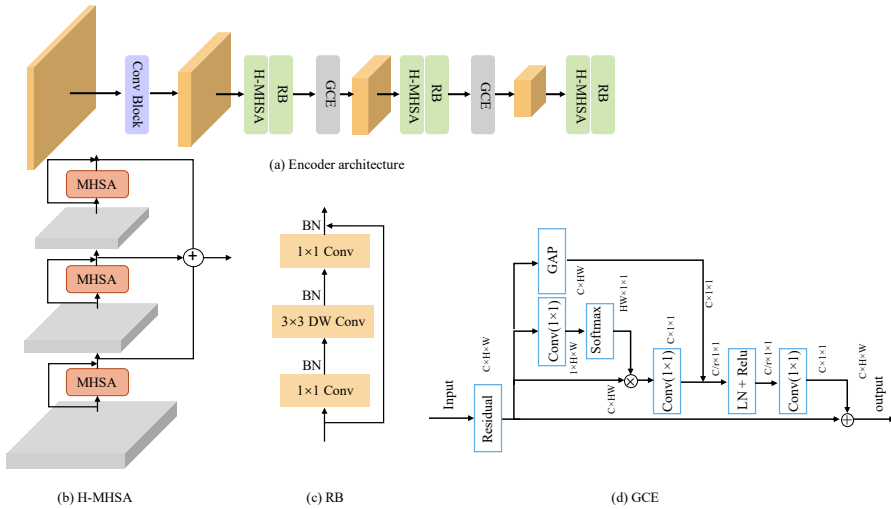 Conv Block
H-MHSA
RB
GCE
H-MHSA
RB
GCE
H-MHSA
RB
(a) Encoder architecture
MHSA
MHSA
MHSA
+
(b) H-MHSA
BN
1×1 Conv
BN
3×3 DW Conv
BN
1×1 Conv
(c) RB
Input
Residual
C×H×W
GAP
C×HW
Conv(1×1)
1×H×W
Softmax
HW×1×1
C×HW
Conv(1×1)
C×1×1
C×1×1
C/r×1×1
LN + Relu
C/r×1×1
Conv(1×1)
C×1×1
C×H×W
output
(d) GCE